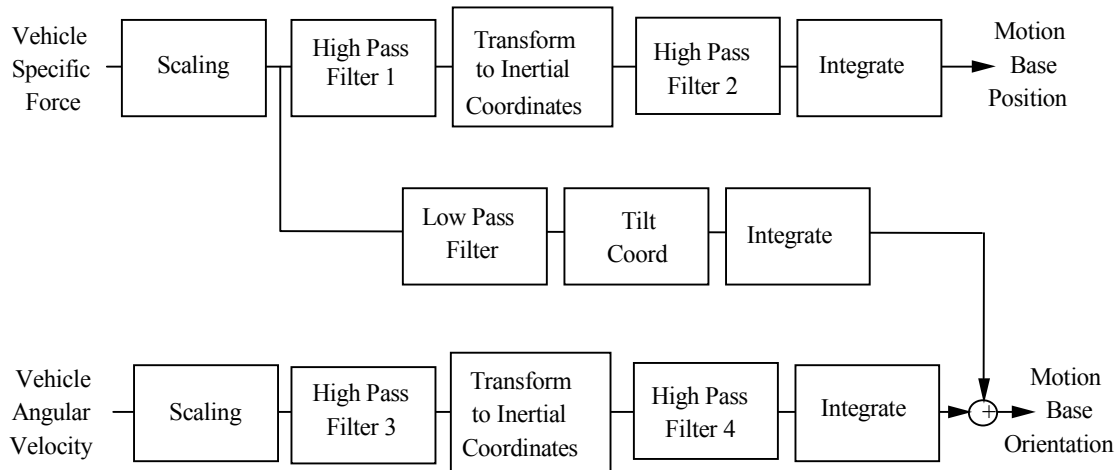 Vehicle
Specific
Force
Scaling
High Pass
Filter 1
Transform
to Inertial
Coordinates
High Pass
Filter 2
Integrate
Motion
Base
Position
Low Pass
Filter
Tilt
Coord
Integrate
Vehicle
Angular
Velocity
Scaling
High Pass
Filter 3
Transform
to Inertial
Coordinates
High Pass
Filter 4
Integrate
+
Motion
Base
Orientation